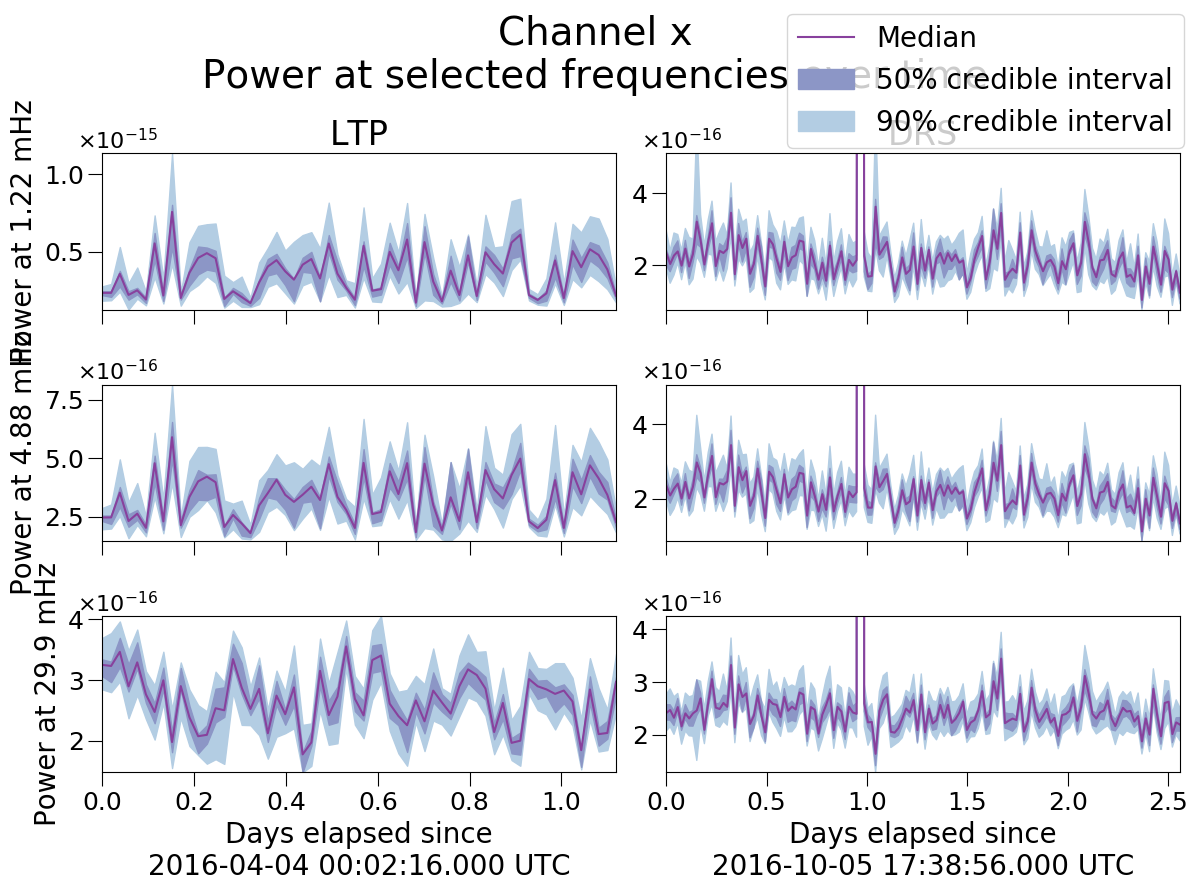 Channel x
Power at selected frequencies over time
Median
50% credible interval
90% credible interval
LTP
DRS
×10−15
×10−16
Power at 1.22 mHz
1.0
0.5
4
2
×10−16
×10−16
Power at 4.88 mHz
7.5
5.0
2.5
4
2
×10−16
×10−16
Power at 29.9 mHz
4
3
2
4
3
2
0.0 0.2 0.4 0.6 0.8 1.0
0.0 0.5 1.0 1.5 2.0 2.5
Days elapsed since
2016-04-04 00:02:16.000 UTC
Days elapsed since
2016-10-05 17:38:56.000 UTC